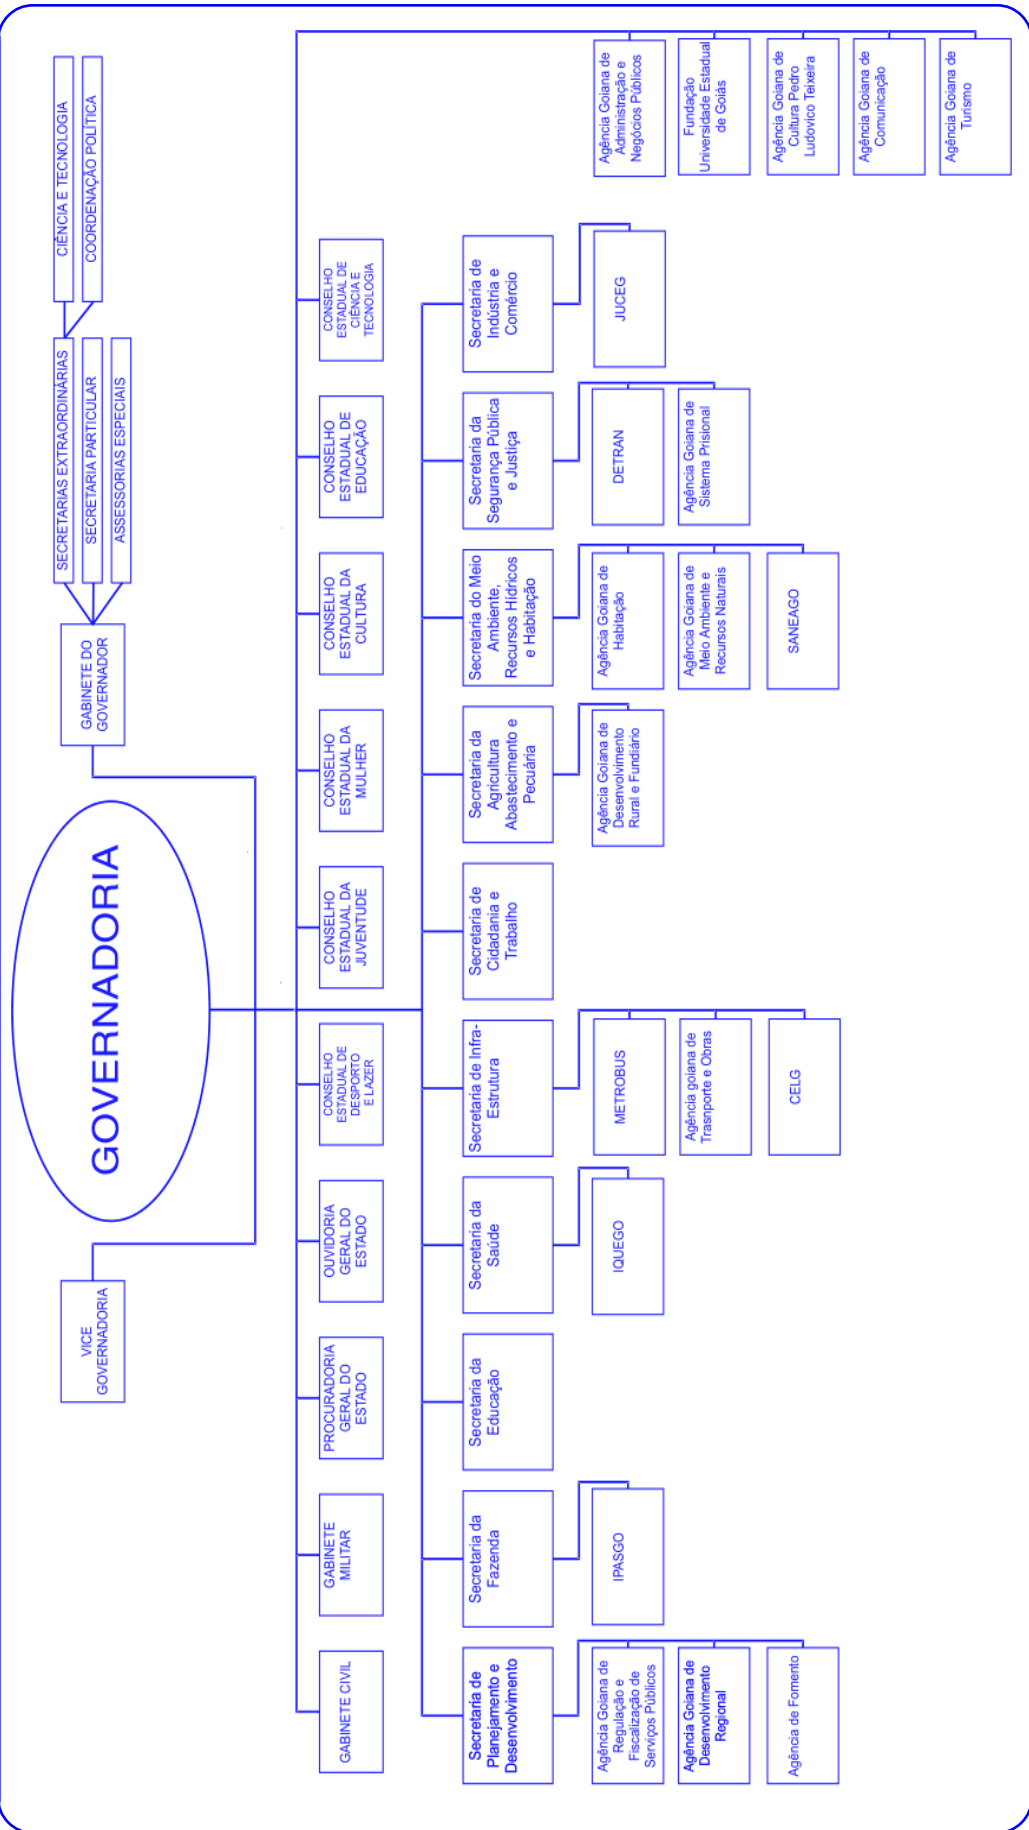 GOVERNADORIA
VICE
GOVERNADORIA
GABINETE DO
GOVERNADOR
SECRETARIAS EXTRAORDINÁRIAS
SECRETARIA PARTICULAR
ASSESSORIAS ESPECIAIS
CIÊNCIA E TECNOLOGIA
COORDENAÇÃO POLÍTICA
GABINETE CIVIL
GABINETE
MILITAR
PROCURADORIA
GERAL DO
ESTADO
OUVIDORIA
GERAL DO
ESTADO
CONSELHO
ESTADUAL DE
DESPORTO
E LAZER
CONSELHO
ESTADUAL DA
JUVENTUDE
CONSELHO
ESTADUAL DA
MULHER
CONSELHO
ESTADUAL DA
CULTURA
CONSELHO
ESTADUAL DE
EDUCAÇÃO
CONSELHO
ESTADUAL DE
CIÊNCIA E
TECNOLOGIA
Secretaria de
Planejamento e
Desenvolvimento
Secretaria da
Fazenda
Secretaria da
Educação
Secretaria da
Saúde
Secretaria de Infra-
Estrutura
Secretaria de
Cidadania e
Trabalho
Secretaria da
Agricultura
Abastecimento e
Pecuária
Secretaria do Meio
Ambiente,
Recursos Hídricos
e Habitação
Secretaria da
Segurança Pública
e Justiça
Secretaria de
Indústria e
Comércio
Agência Goiana de
Regulação e
Fiscalização de
Serviços Públicos
Agência Goiana de
Desenvolvimento
Regional
Agência de Fomento
IPASGO
IQUEGO
METROBUS
Agência goiana de
Trasnporte e Obras
CELG
Agência Goiana de
Desenvolvimento
Rural e Fundiário
Agência Goiana de
Habitação
Agência Goiana de
Meio Ambiente e
Recursos Naturais
SANEAGO
DETRAN
Agência Goiana de
Sistema Prisional
JUCEG
Agência Goiana de
Administração e
Negócios Públicos
Fundação
Universidade Estadual
de Goiás
Agência Goiana de
Cultura Pedro
Ludovico Teixeira
Agência Goiana de
Comunicação
Agência Goiana de
Turismo